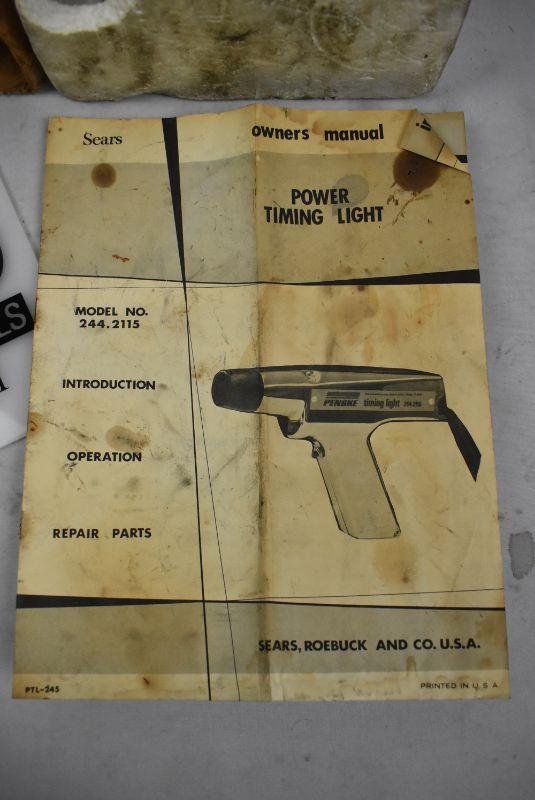 Sears
owners manual
POWER
TIMING LIGHT
MODEL NO.
244.2115
INTRODUCTION
OPERATION
REPAIR PARTS
PENSKE timing light
SEARS, ROEBUCK AND CO. U.S.A.
PTL-245
PRINTED IN U.S.A.